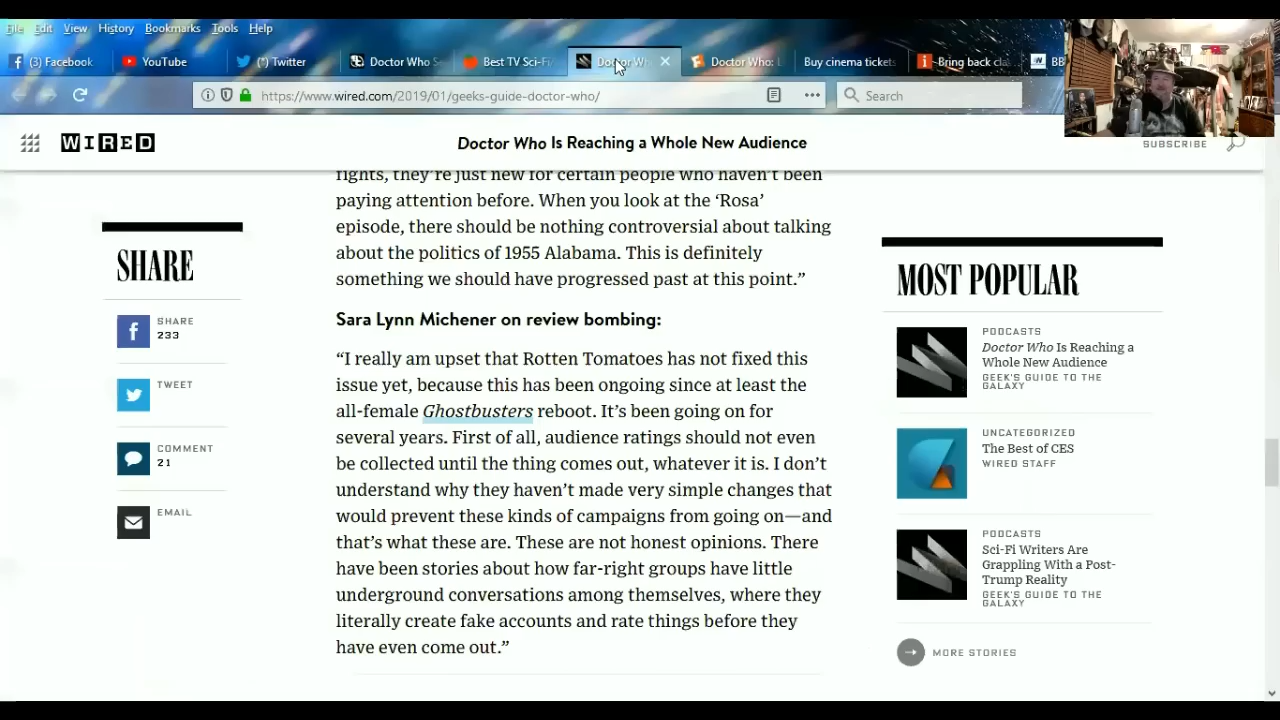 File Edit View History Bookmarks Tools Help
(3) Facebook YouTube (*) Twitter Doctor Who Se Best TV Sci-Fi/ Doctor Wh Doctor Who: L Buy cinema tickets Bring back cla BB
https://www.wired.com/2019/01/geeks-guide-doctor-who/ Search
WIRED Doctor Who Is Reaching a Whole New Audience SUBSCRIBE
fights, they’re just new for certain people who haven’t been
paying attention before. When you look at the ‘Rosa’
episode, there should be nothing controversial about talking
about the politics of 1955 Alabama. This is definitely
something we should have progressed past at this point.”
Sara Lynn Michener on review bombing:
“I really am upset that Rotten Tomatoes has not fixed this
issue yet, because this has been ongoing since at least the
all-female Ghostbusters reboot. It’s been going on for
several years. First of all, audience ratings should not even
be collected until the thing comes out, whatever it is. I don’t
understand why they haven’t made very simple changes that
would prevent these kinds of campaigns from going on—and
that’s what these are. These are not honest opinions. There
have been stories about how far-right groups have little
underground conversations among themselves, where they
literally create fake accounts and rate things before they
have even come out.”
SHARE
SHARE
233
TWEET
COMMENT
21
EMAIL
MOST POPULAR
PODCASTS
Doctor Who Is Reaching a
Whole New Audience
GEEK'S GUIDE TO THE
GALAXY
UNCATEGORIZED
The Best of CES
WIRED STAFF
PODCASTS
Sci-Fi Writers Are
Grappling With a Post-
Trump Reality
GEEK'S GUIDE TO THE
GALAXY
MORE STORIES